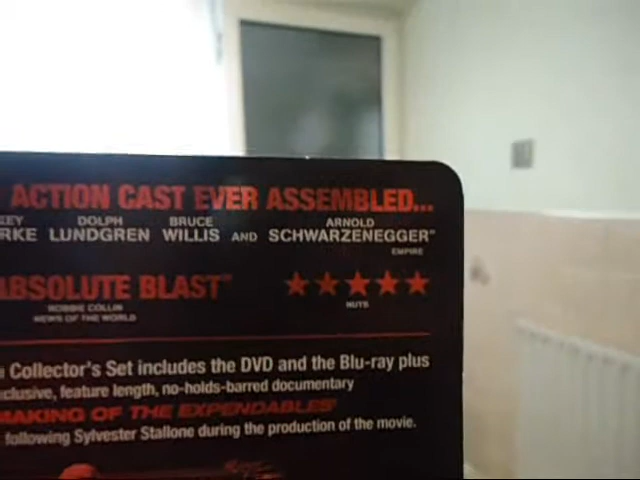 ACTION CAST EVER ASSEMBLED...
DOLPH LUNDGREN BRUCE WILLIS AND ARNOLD SCHWARZENEGGER"
EMPIRE
ABSOLUTE BLAST"
ROBBIE COLLIN
NEWS OF THE WORLD
NUTS
Collector's Set includes the DVD and the Blu-ray plus
feature length, no-holds-barred documentary
MAKING OF THE EXPENDABLES
following Sylvester Stallone during the production of the movie.